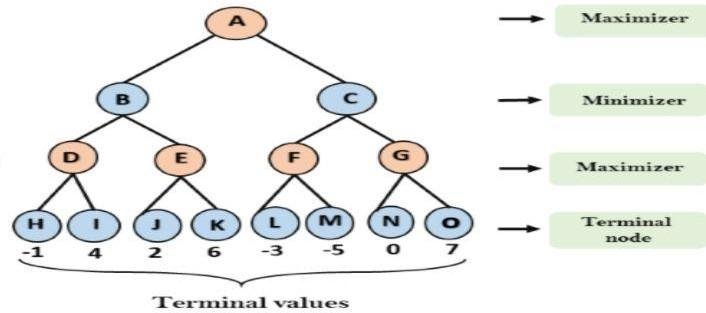 A
Maximizer
B
C
Minimizer
D
E
F
G
Maximizer
H
I
J
K
L
M
N
O
Terminal
node
-1
4
2
6
-3
-5
0
7
Terminal values